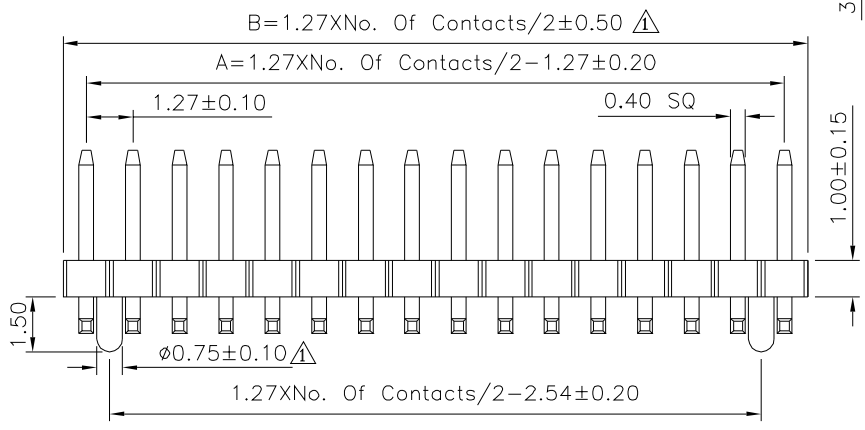 B=1.27XNo. Of Contacts/2±0.50 1
3
A=1.27XNo. Of Contacts/2-1.27±0.20
1.27±0.10
0.40 SQ
1.00±0.15
1.50
ø0.75±0.10 1
1.27XNo. Of Contacts/2-2.54±0.20